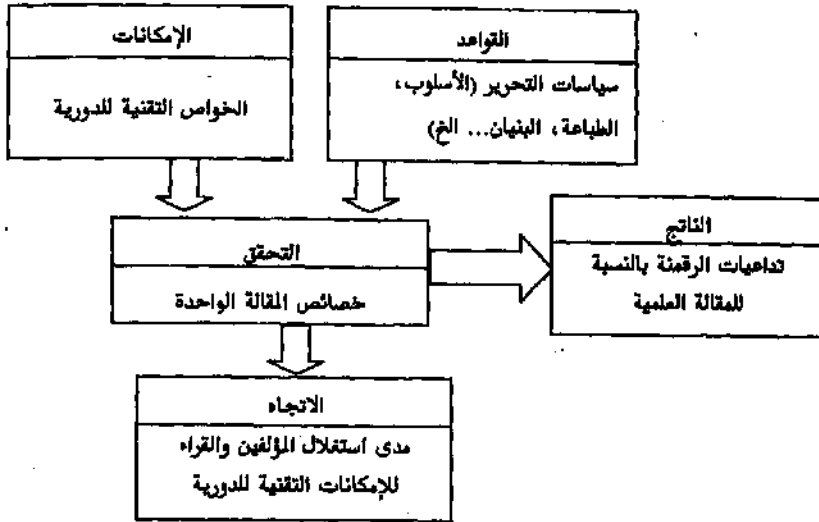 القواعد
سياسات التحرير (الأسلوب،
الطباعة، البنيان... الخ)
الإمكانات
الخواص التقنية للدورية
التحقق
خصائص المقالة الواحدة
الناتج
تداعيات الرقمنة بالنسبة
للمقالة العلمية
الاتجاه
مدى استغلال المؤلفين والقراء
للإمكانات التقنية للدورية